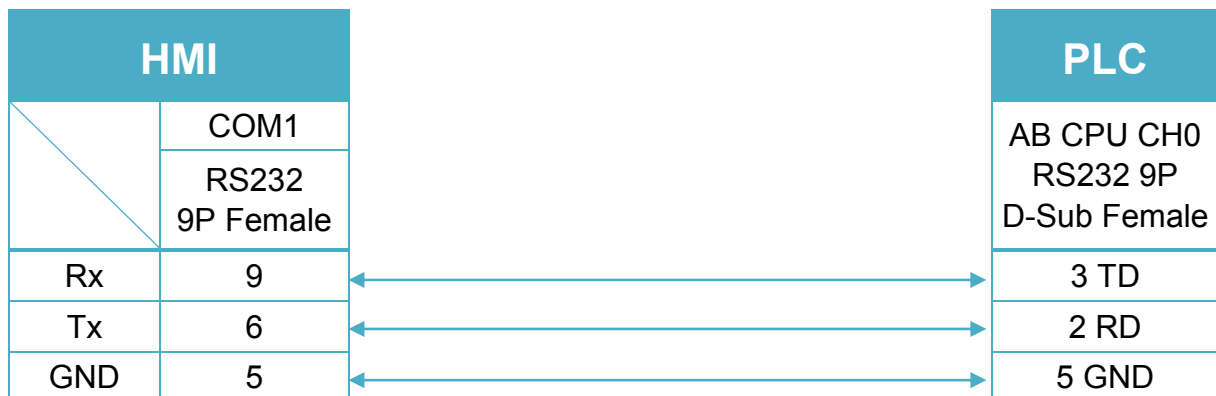 HMI
PLC
COM1
RS232
9P Female
AB CPU CH0
RS232 9P
D-Sub Female
Rx 9 3 TD
Tx 6 2 RD
GND 5 5 GND